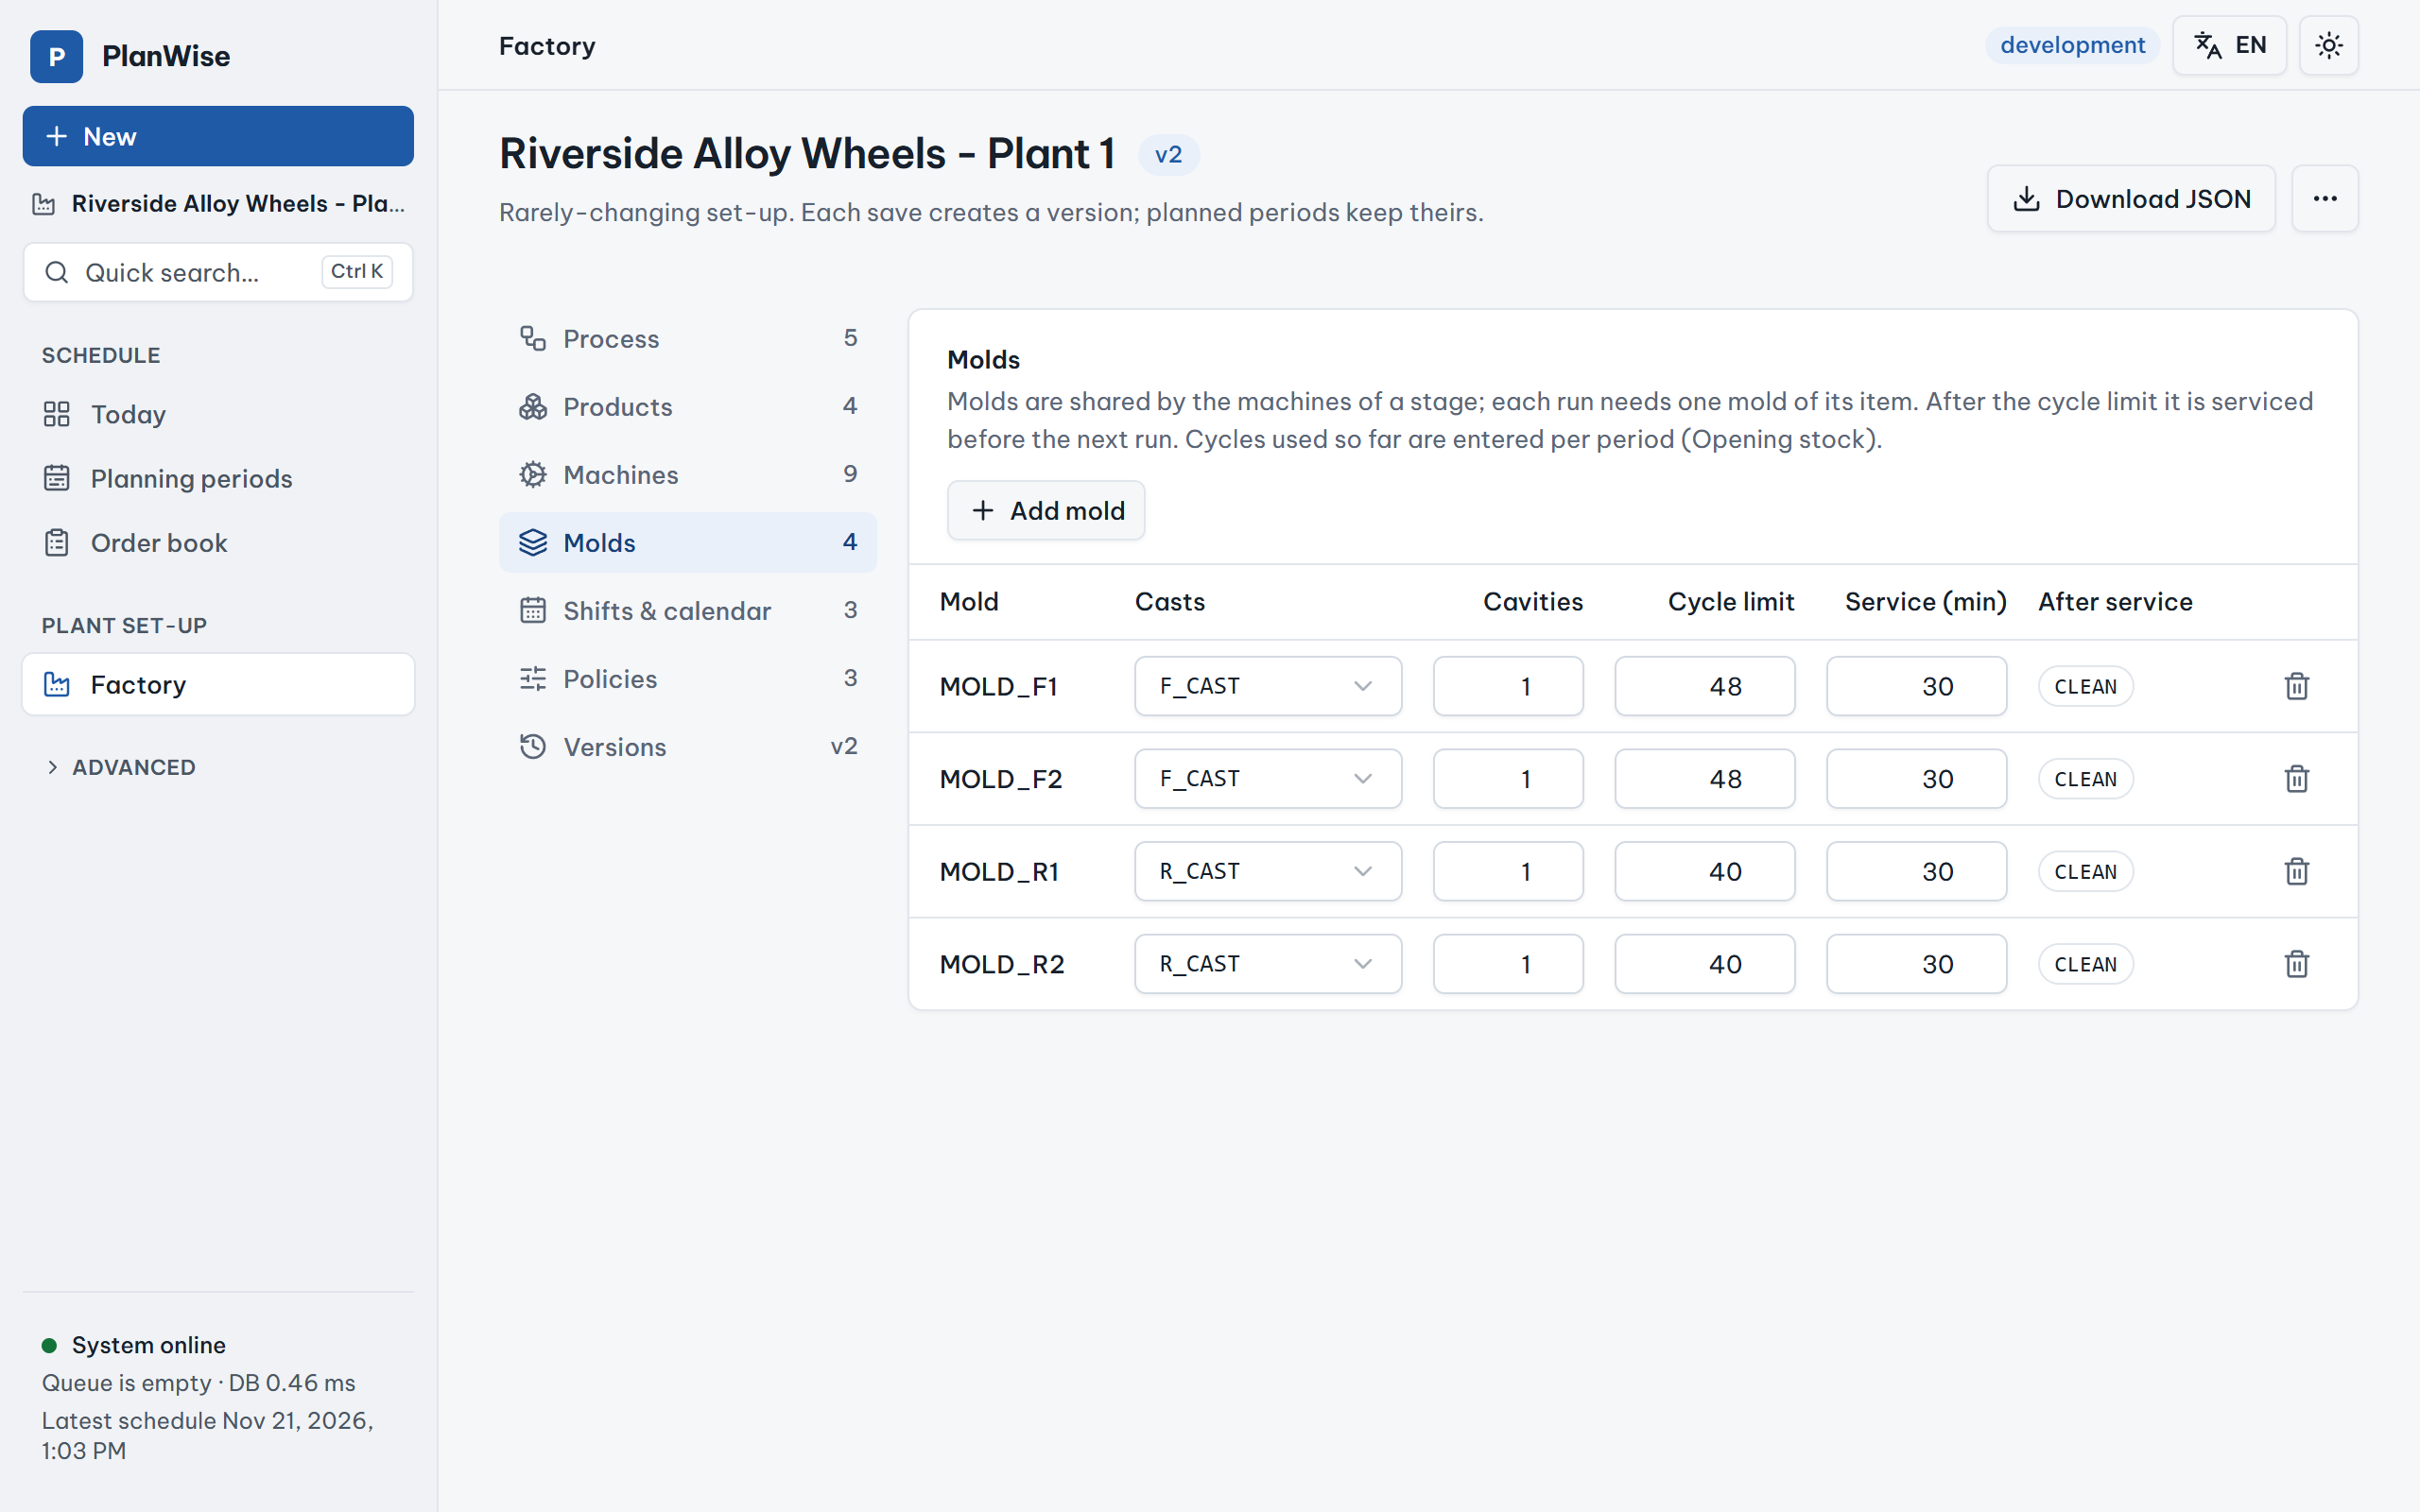 P PlanWise
New
Riverside Alloy Wheels - Pla...
Quick search... Ctrl K
SCHEDULE
Today
Planning periods
Order book
PLANT SET-UP
Factory
ADVANCED
System online
Queue is empty · DB 0.46 ms
Latest schedule Nov 21, 2026,
1:03 PM
Factory
development
EN
Riverside Alloy Wheels - Plant 1 v2
Rarely-changing set-up. Each save creates a version; planned periods keep theirs.
Download JSON
Process 5
Products 4
Machines 9
Molds 4
Shifts & calendar 3
Policies 3
Versions v2
Molds
Molds are shared by the machines of a stage; each run needs one mold of its item. After the cycle limit it is serviced
before the next run. Cycles used so far are entered per period (Opening stock).
Add mold
Mold Casts Cavities Cycle limit Service (min) After service
MOLD_F1 F_CAST 1 48 30 CLEAN
MOLD_F2 F_CAST 1 48 30 CLEAN
MOLD_R1 R_CAST 1 40 30 CLEAN
MOLD_R2 R_CAST 1 40 30 CLEAN